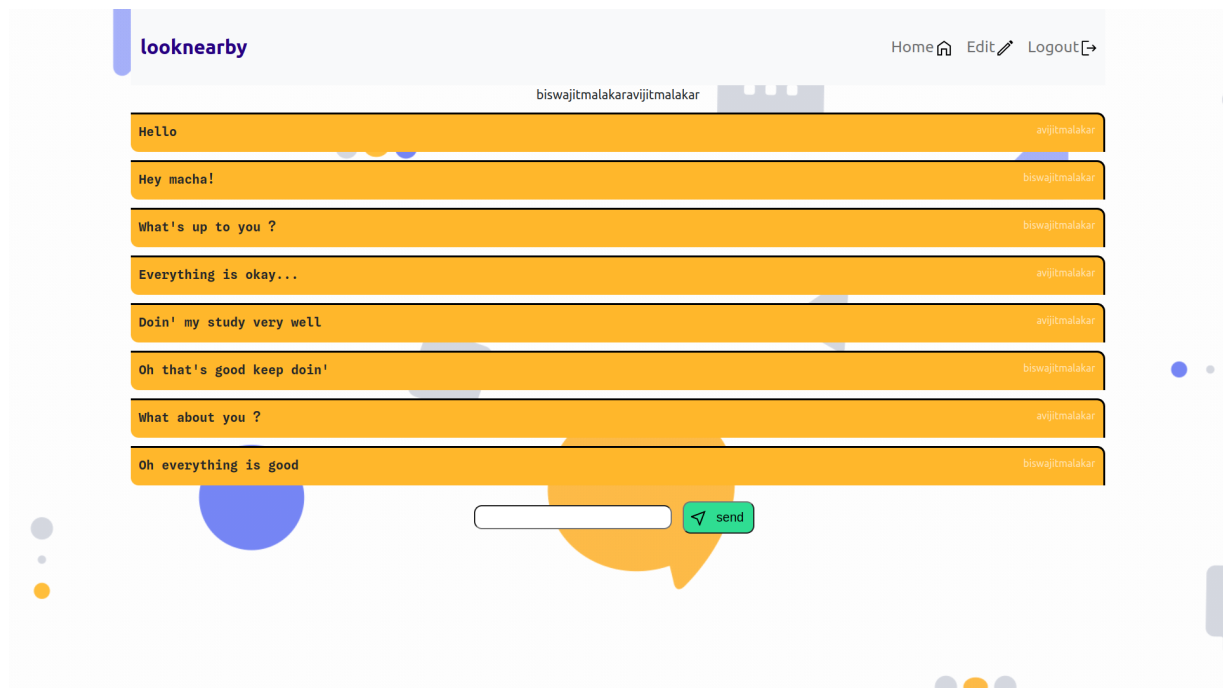 looknearby Home Edit Logout
biswajitmalakaravijitmalakar
Hello avijitmalakar
Hey macha! biswajitmalakar
What's up to you ? biswajitmalakar
Everything is okay... avijitmalakar
Doin' my study very well avijitmalakar
Oh that's good keep doin' biswajitmalakar
What about you ? avijitmalakar
Oh everything is good biswajitmalakar
send